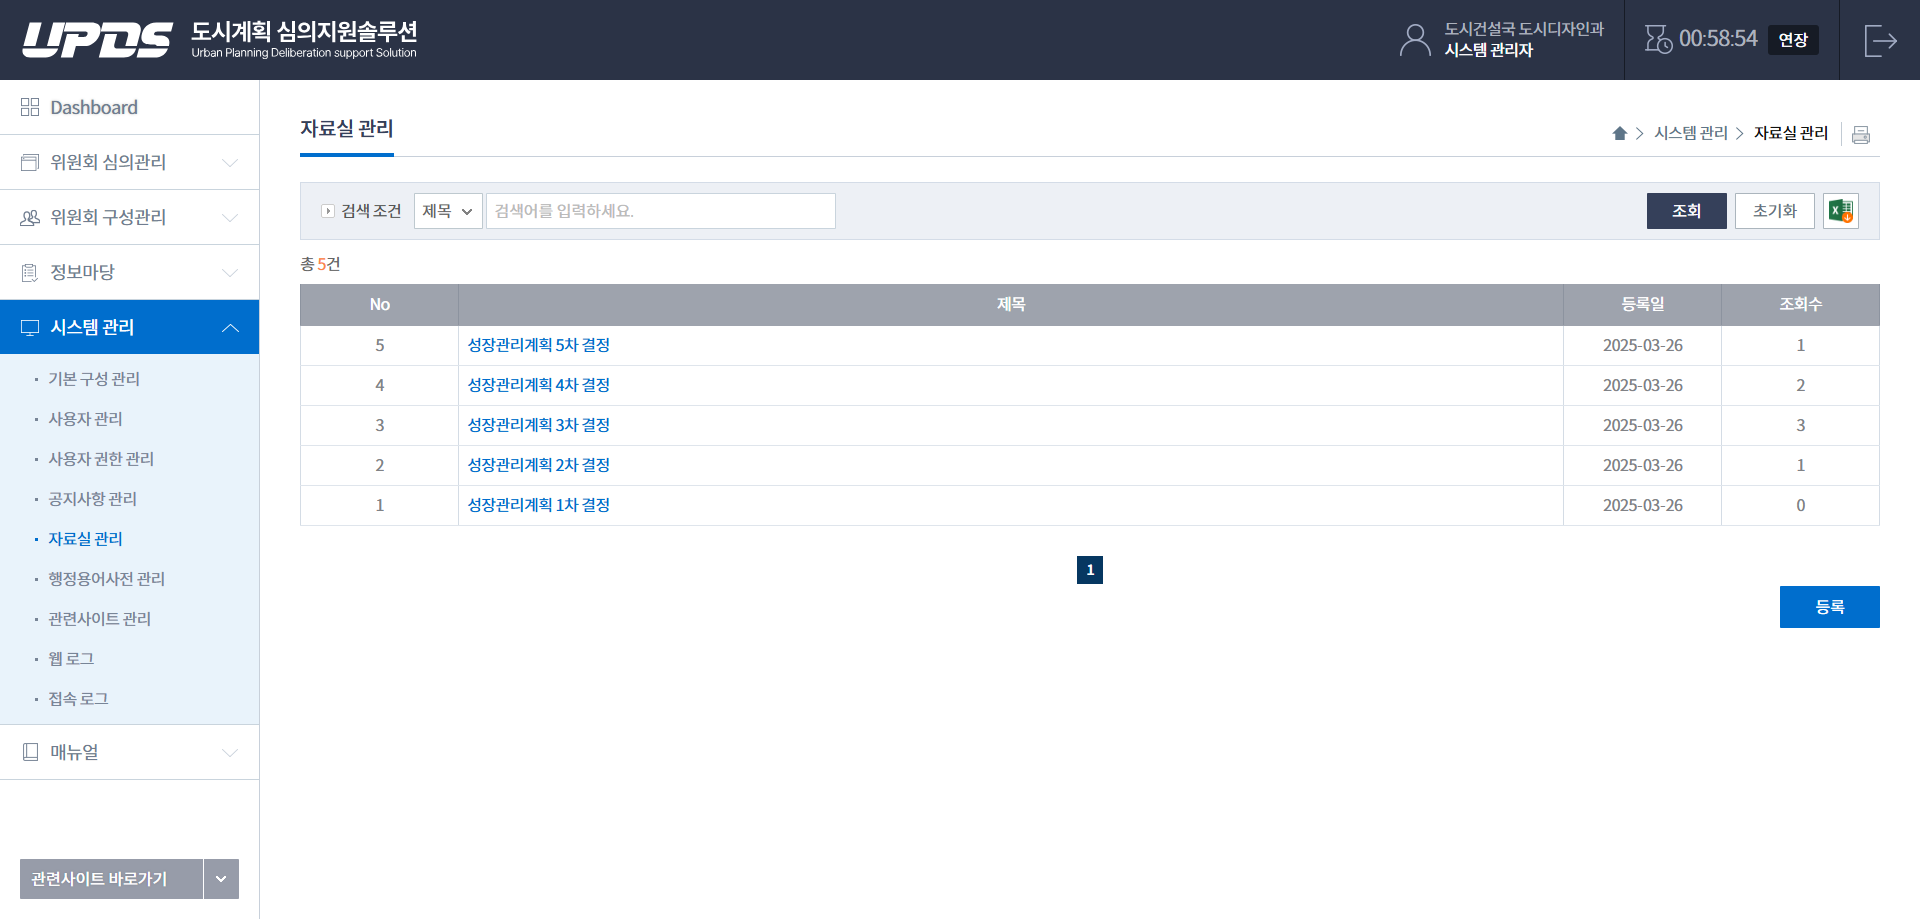 UPDS 도시계획 심의지원솔루션
Urban Planning Deliberation support Solution
도시건설국 도시디자인과
시스템 관리자
00:58:54 연장
Dashboard
위원회 심의관리
위원회 구성관리
정보마당
시스템 관리
기본 구성 관리
사용자 관리
사용자 권한 관리
공지사항 관리
자료실 관리
행정용어사전 관리
관련사이트 관리
웹 로그
접속 로그
매뉴얼
관련사이트 바로가기
자료실 관리
시스템 관리 > 자료실 관리
검색 조건 제목 검색어를 입력하세요. 조회 초기화
총 5건
No 제목 등록일 조회수
5 성장관리계획 5차 결정 2025-03-26 1
4 성장관리계획 4차 결정 2025-03-26 2
3 성장관리계획 3차 결정 2025-03-26 3
2 성장관리계획 2차 결정 2025-03-26 1
1 성장관리계획 1차 결정 2025-03-26 0
1
등록